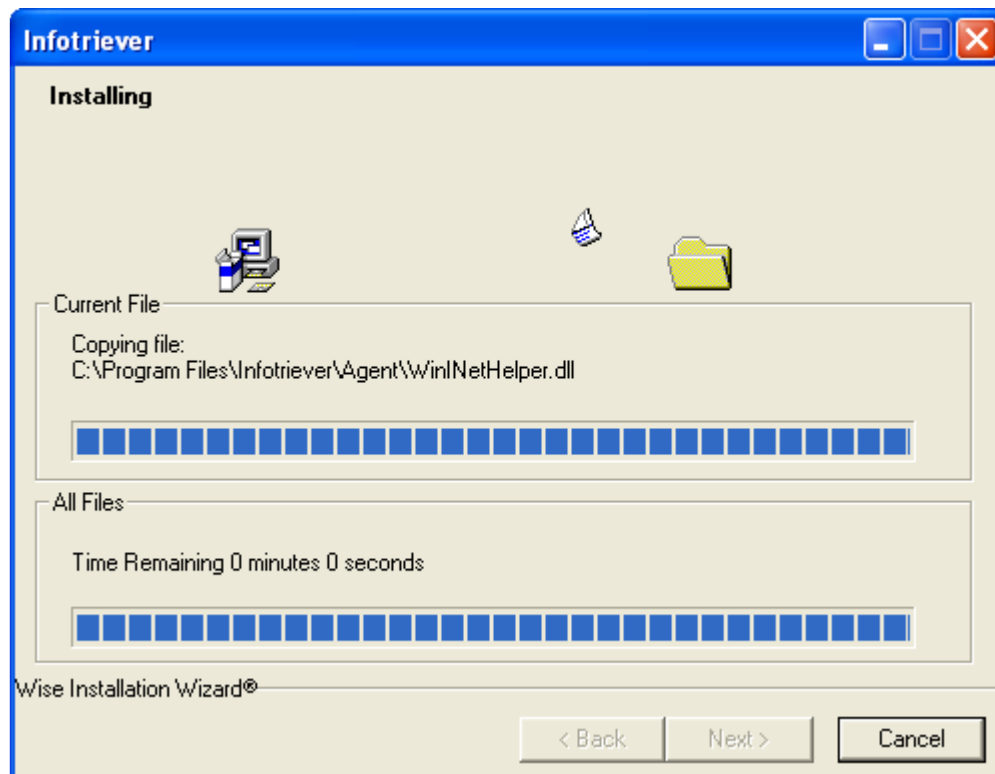 Infotriever
Installing
Current File
Copying file:
C:\Program Files\Infotriever\Agent\WinINetHelper.dll
All Files
Time Remaining 0 minutes 0 seconds
Wise Installation Wizard®
< Back Next > Cancel